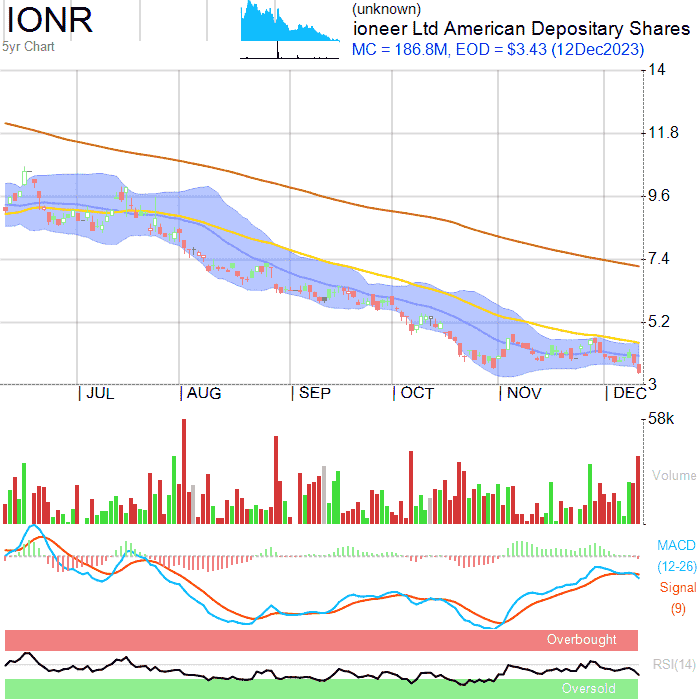 IONR
5yr Chart
(unknown)
ioneer Ltd American Depositary Shares
MC = 186.8M, EOD = $3.43 (12Dec2023)
14
11.8
9.6
7.4
5.2
3
JUL AUG SEP OCT NOV DEC
58k
Volume
MACD
(12-26)
Signal
(9)
Overbought
RSI(14)
Oversold